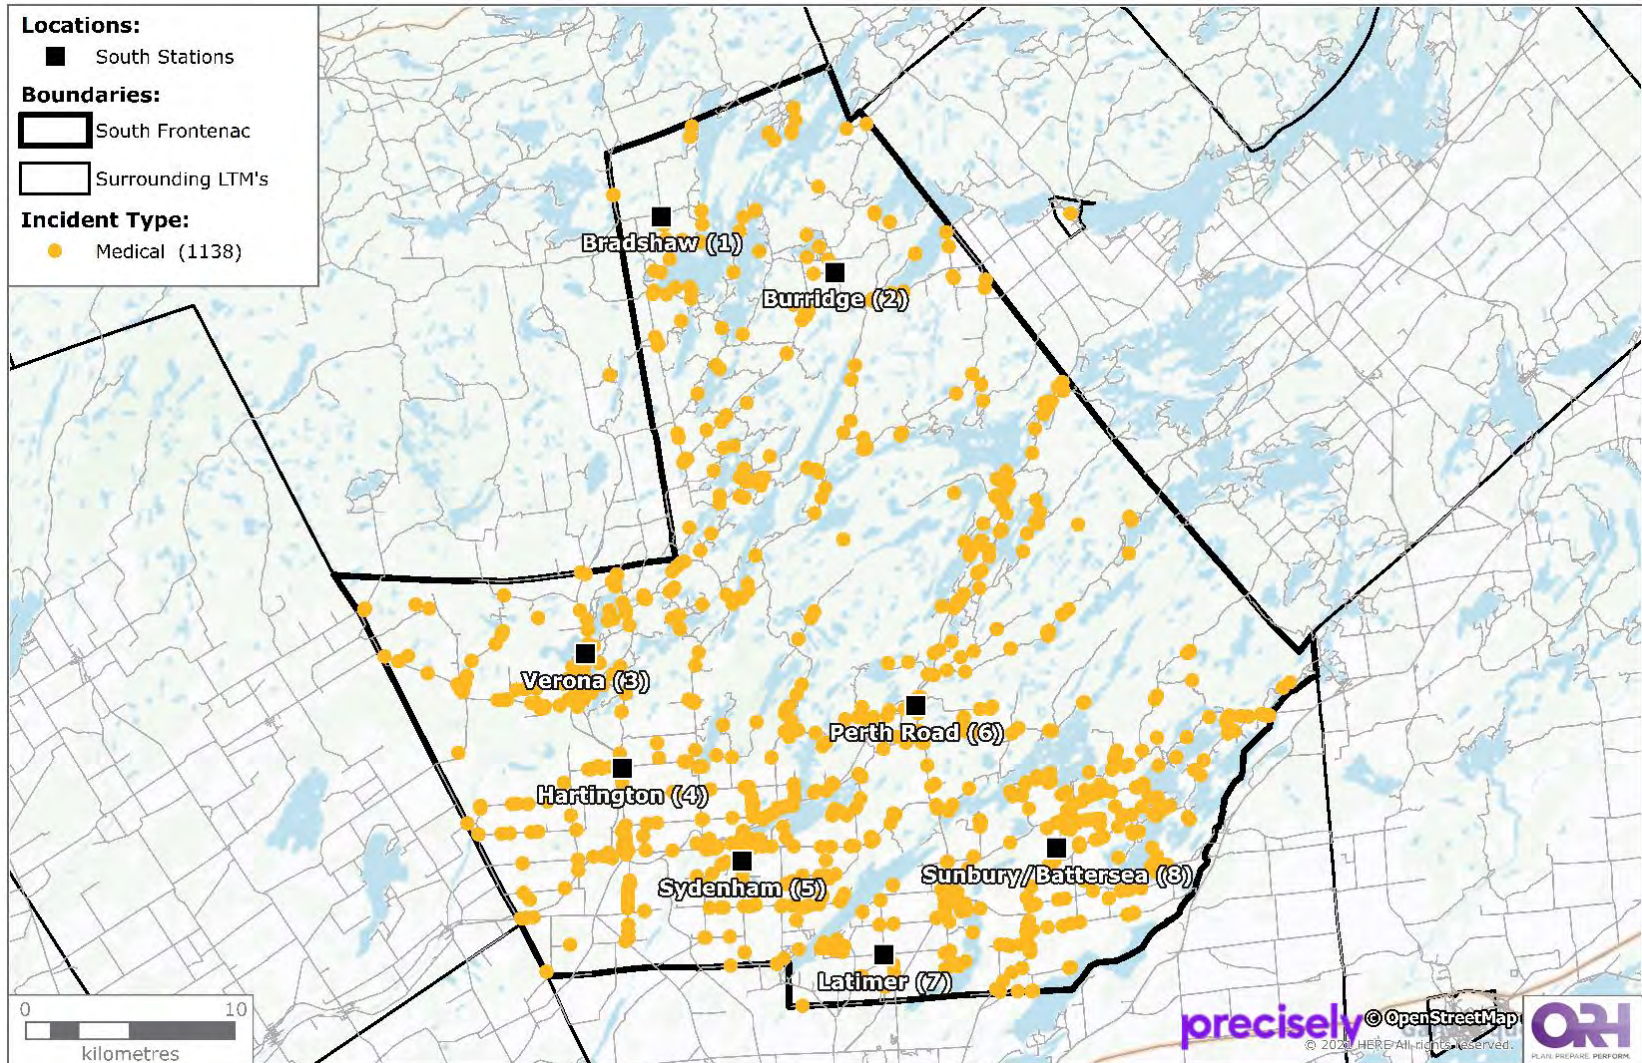 Locations:
South Stations
Boundaries:
South Frontenac
Surrounding LTM's
Incident Type:
Medical (1138)
Bradshaw (1)
Burridge (2)
Verona (3)
Perth Road (6)
Hartington (4)
Sydenham (5)
Sunbury/Battersea (8)
Latimer (7)
0 10
kilometres
precisely
© OpenStreetMap
© 2021 HERE All rights reserved.
ORH
PLAN. PREPARE. PERFORM.